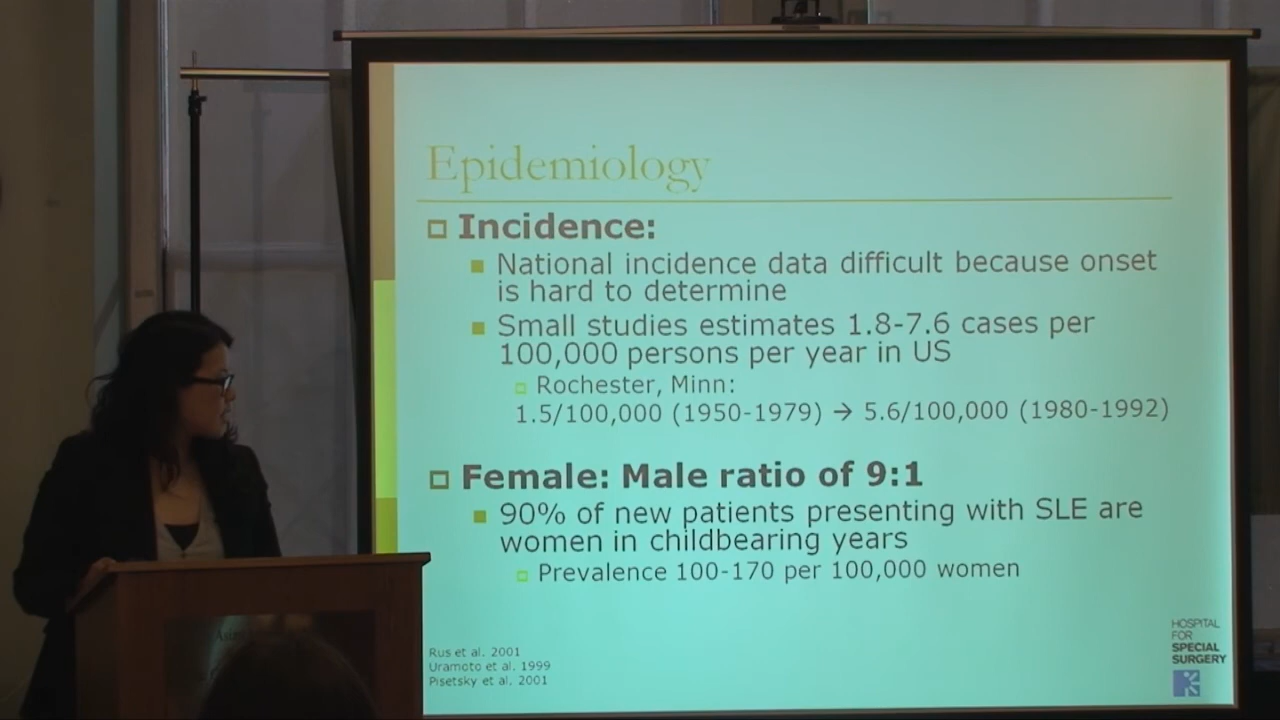 Epidemiology
Incidence:
National incidence data difficult because onset
is hard to determine
Small studies estimates 1.8-7.6 cases per
100,000 persons per year in US
Rochester, Minn:
1.5/100,000 (1950-1979) → 5.6/100,000 (1980-1992)
Female: Male ratio of 9:1
90% of new patients presenting with SLE are
women in childbearing years
Prevalence 100-170 per 100,000 women
Rus et al. 2001
Uramoto et al. 1999
Pisetsky et al. 2001
HOSPITAL
FOR
SPECIAL
SURGERY